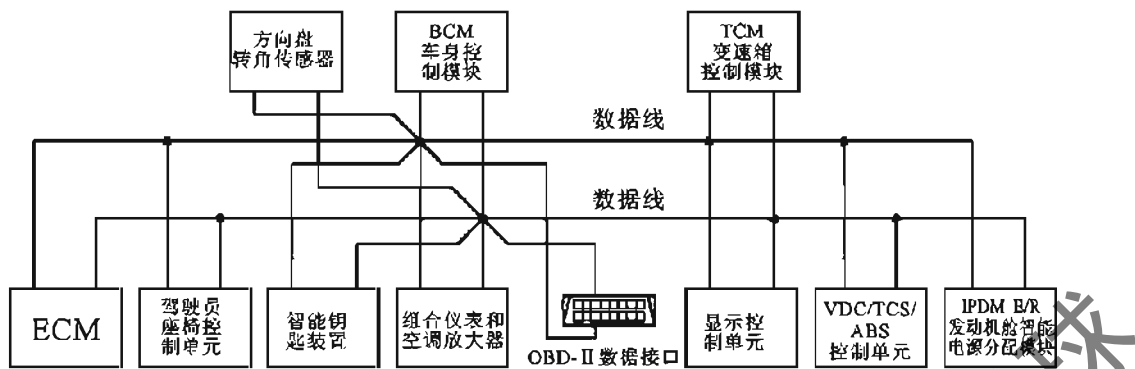 方向盘
转角传感器
BCM
车身控
制模块
TCM
变速箱
控制模块
数据线
数据线
ECM
驾驶员
座椅控
制单元
智能钥
匙装置
组合仪表和
空调放大器
OBD-Ⅱ数据接口
显示控
制单元
VDC/TCS/
ABS
控制单元
IPDM E/R
发动机舱智能
电源分配模块
球